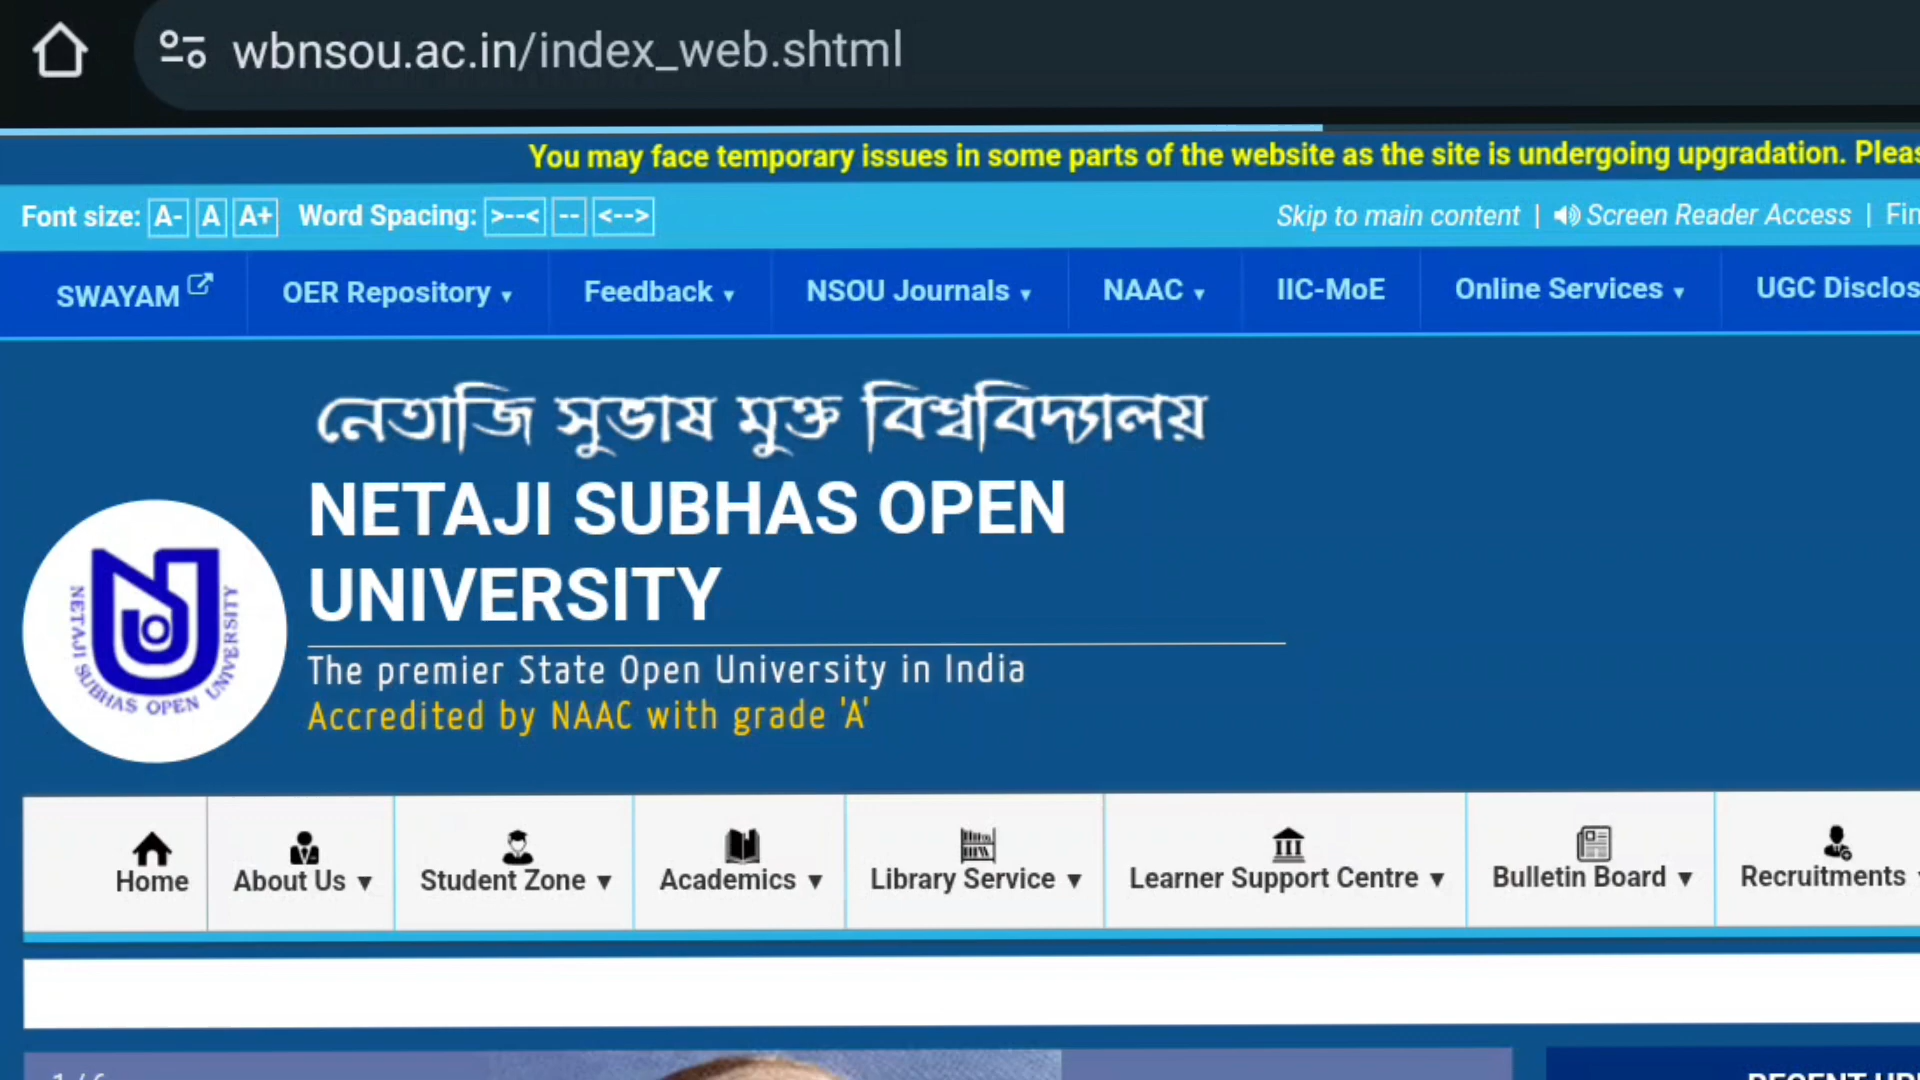 wbnsou.ac.in/index_web.shtml
You may face temporary issues in some parts of the website as the site is undergoing upgradation.
Font size: A- A A+ Word Spacing: >--< -- <-->
Skip to main content | Screen Reader Access |
SWAYAM OER Repository ▾ Feedback ▾ NSOU Journals ▾ NAAC ▾ IIC-MoE Online Services ▾ UGC
নেতাজি সুভাষ মুক্ত বিশ্ববিদ্যালয়
NETAJI SUBHAS OPEN
UNIVERSITY
NETAJI SUBHAS OPEN UNIVERSITY
The premier State Open University in India
Accredited by NAAC with grade 'A'
Home About Us ▼ Student Zone ▼ Academics ▼ Library Service ▼ Learner Support Centre ▼ Bulletin Board ▼ Recruitments